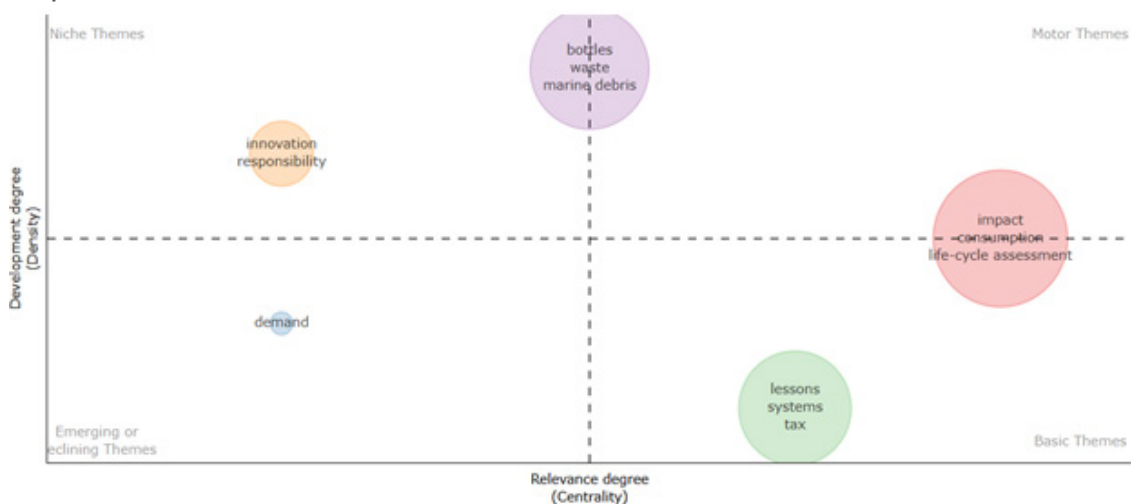 Niche Themes
Motor Themes
bottles
waste
marine debris
innovation
responsibility
impact
consumption
life-cycle assessment
demand
lessons
systems
tax
Emerging or
eclining Themes
Basic Themes
Development degree
(Density)
Relevance degree
(Centrality)